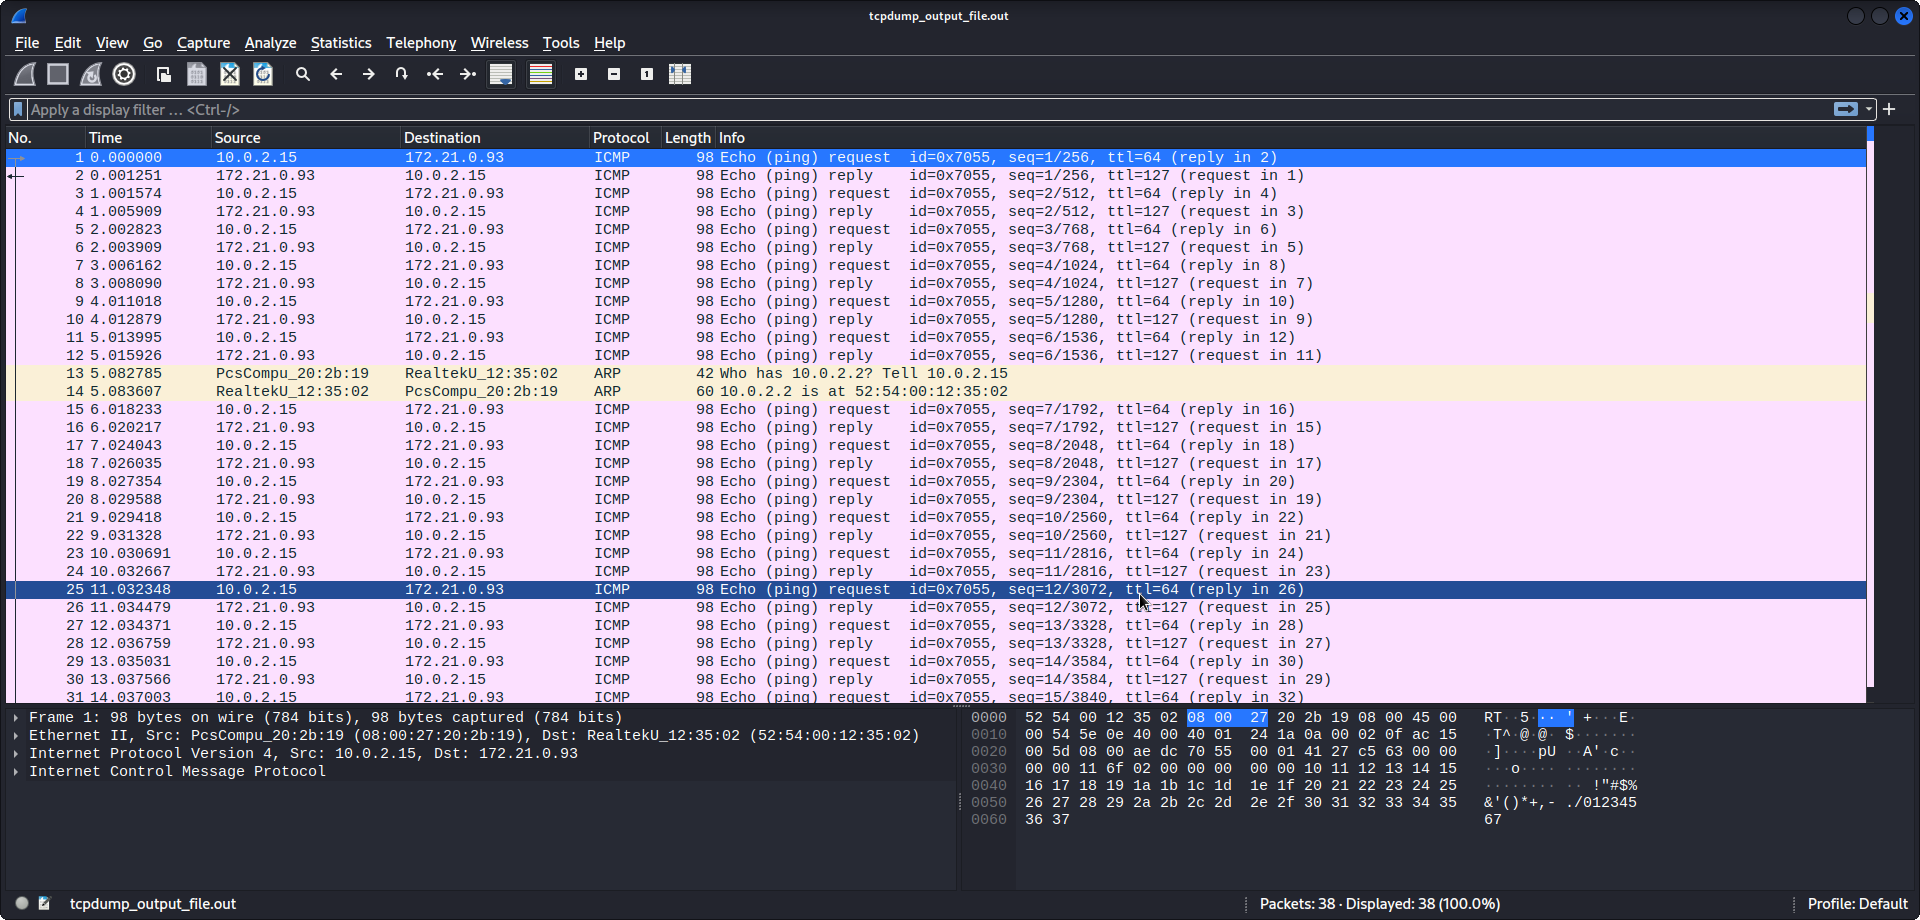 tcpdump_output_file.out
File Edit View Go Capture Analyze Statistics Telephony Wireless Tools Help
Apply a display filter ... <Ctrl-/>
No. Time Source Destination Protocol Length Info
1 0.000000 10.0.2.15 172.21.0.93 ICMP 98 Echo (ping) request id=0x7055, seq=1/256, ttl=64 (reply in 2)
2 0.001251 172.21.0.93 10.0.2.15 ICMP 98 Echo (ping) reply id=0x7055, seq=1/256, ttl=127 (request in 1)
3 1.001574 10.0.2.15 172.21.0.93 ICMP 98 Echo (ping) request id=0x7055, seq=2/512, ttl=64 (reply in 4)
4 1.005909 172.21.0.93 10.0.2.15 ICMP 98 Echo (ping) reply id=0x7055, seq=2/512, ttl=127 (request in 3)
5 2.002823 10.0.2.15 172.21.0.93 ICMP 98 Echo (ping) request id=0x7055, seq=3/768, ttl=64 (reply in 6)
6 2.003909 172.21.0.93 10.0.2.15 ICMP 98 Echo (ping) reply id=0x7055, seq=3/768, ttl=127 (request in 5)
7 3.006162 10.0.2.15 172.21.0.93 ICMP 98 Echo (ping) request id=0x7055, seq=4/1024, ttl=64 (reply in 8)
8 3.008090 172.21.0.93 10.0.2.15 ICMP 98 Echo (ping) reply id=0x7055, seq=4/1024, ttl=127 (request in 7)
9 4.011018 10.0.2.15 172.21.0.93 ICMP 98 Echo (ping) request id=0x7055, seq=5/1280, ttl=64 (reply in 10)
10 4.012879 172.21.0.93 10.0.2.15 ICMP 98 Echo (ping) reply id=0x7055, seq=5/1280, ttl=127 (request in 9)
11 5.013995 10.0.2.15 172.21.0.93 ICMP 98 Echo (ping) request id=0x7055, seq=6/1536, ttl=64 (reply in 12)
12 5.015926 172.21.0.93 10.0.2.15 ICMP 98 Echo (ping) reply id=0x7055, seq=6/1536, ttl=127 (request in 11)
13 5.082785 PcsCompu_20:2b:19 RealtekU_12:35:02 ARP 42 Who has 10.0.2.2? Tell 10.0.2.15
14 5.083607 RealtekU_12:35:02 PcsCompu_20:2b:19 ARP 60 10.0.2.2 is at 52:54:00:12:35:02
15 6.018233 10.0.2.15 172.21.0.93 ICMP 98 Echo (ping) request id=0x7055, seq=7/1792, ttl=64 (reply in 16)
16 6.020217 172.21.0.93 10.0.2.15 ICMP 98 Echo (ping) reply id=0x7055, seq=7/1792, ttl=127 (request in 15)
17 7.024043 10.0.2.15 172.21.0.93 ICMP 98 Echo (ping) request id=0x7055, seq=8/2048, ttl=64 (reply in 18)
18 7.026035 172.21.0.93 10.0.2.15 ICMP 98 Echo (ping) reply id=0x7055, seq=8/2048, ttl=127 (request in 17)
19 8.027354 10.0.2.15 172.21.0.93 ICMP 98 Echo (ping) request id=0x7055, seq=9/2304, ttl=64 (reply in 20)
20 8.029588 172.21.0.93 10.0.2.15 ICMP 98 Echo (ping) reply id=0x7055, seq=9/2304, ttl=127 (request in 19)
21 9.029418 10.0.2.15 172.21.0.93 ICMP 98 Echo (ping) request id=0x7055, seq=10/2560, ttl=64 (reply in 22)
22 9.031328 172.21.0.93 10.0.2.15 ICMP 98 Echo (ping) reply id=0x7055, seq=10/2560, ttl=127 (request in 21)
23 10.030691 10.0.2.15 172.21.0.93 ICMP 98 Echo (ping) request id=0x7055, seq=11/2816, ttl=64 (reply in 24)
24 10.032667 172.21.0.93 10.0.2.15 ICMP 98 Echo (ping) reply id=0x7055, seq=11/2816, ttl=127 (request in 23)
25 11.032348 10.0.2.15 172.21.0.93 ICMP 98 Echo (ping) request id=0x7055, seq=12/3072, ttl=64 (reply in 26)
26 11.034479 172.21.0.93 10.0.2.15 ICMP 98 Echo (ping) reply id=0x7055, seq=12/3072, ttl=127 (request in 25)
27 12.034371 10.0.2.15 172.21.0.93 ICMP 98 Echo (ping) request id=0x7055, seq=13/3328, ttl=64 (reply in 28)
28 12.036759 172.21.0.93 10.0.2.15 ICMP 98 Echo (ping) reply id=0x7055, seq=13/3328, ttl=127 (request in 27)
29 13.035031 10.0.2.15 172.21.0.93 ICMP 98 Echo (ping) request id=0x7055, seq=14/3584, ttl=64 (reply in 30)
30 13.037566 172.21.0.93 10.0.2.15 ICMP 98 Echo (ping) reply id=0x7055, seq=14/3584, ttl=127 (request in 29)
31 14.037003 10.0.2.15 172.21.0.93 ICMP 98 Echo (ping) request id=0x7055, seq=15/3840, ttl=64 (reply in 32)
Frame 1: 98 bytes on wire (784 bits), 98 bytes captured (784 bits)
Ethernet II, Src: PcsCompu_20:2b:19 (08:00:27:20:2b:19), Dst: RealtekU_12:35:02 (52:54:00:12:35:02)
Internet Protocol Version 4, Src: 10.0.2.15, Dst: 172.21.0.93
Internet Control Message Protocol
0000 52 54 00 12 35 02 08 00 27 20 2b 19 08 00 45 00 RT··5··· ' +···E·
0010 00 54 5e 0e 40 00 40 01 24 1a 0a 00 02 0f ac 15 ·T^·@·@· $·······
0020 00 5d 08 00 ae dc 70 55 00 01 41 27 c5 63 00 00 ·]····pU ··A'·c··
0030 00 00 11 6f 02 00 00 00 00 00 10 11 12 13 14 15 ···o···· ········
0040 16 17 18 19 1a 1b 1c 1d 1e 1f 20 21 22 23 24 25 ········ ·· !"#$%
0050 26 27 28 29 2a 2b 2c 2d 2e 2f 30 31 32 33 34 35 &'()*+,- ./012345
0060 36 37 67
tcpdump_output_file.out
Packets: 38 · Displayed: 38 (100.0%)
Profile: Default